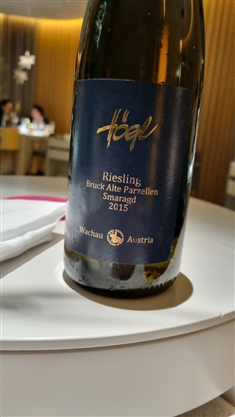 Högl
Riesling
Bruck Alte Parzellen
Smaragd
2015
Wachau Austria